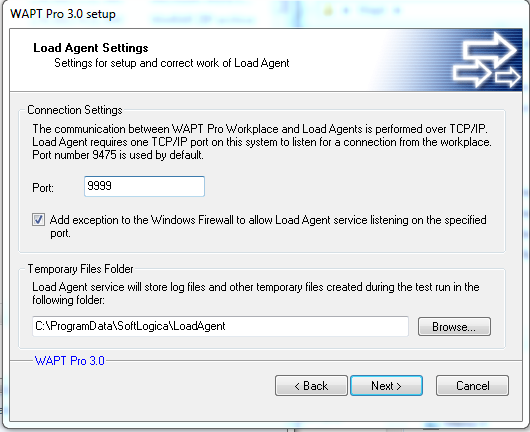 WAPT Pro 3.0 setup
Load Agent Settings
Settings for setup and correct work of Load Agent
Connection Settings
The communication between WAPT Pro Workplace and Load Agents is performed over TCP/IP.
Load Agent requires one TCP/IP port on this system to listen for a connection from the workplace.
Port number 9475 is used by default.
Port: 9999
Add exception to the Windows Firewall to allow Load Agent service listening on the specified
port.
Temporary Files Folder
Load Agent service will store log files and other temporary files created during the test run in the
following folder:
C:\ProgramData\SoftLogica\LoadAgent Browse...
WAPT Pro 3.0
< Back Next > Cancel